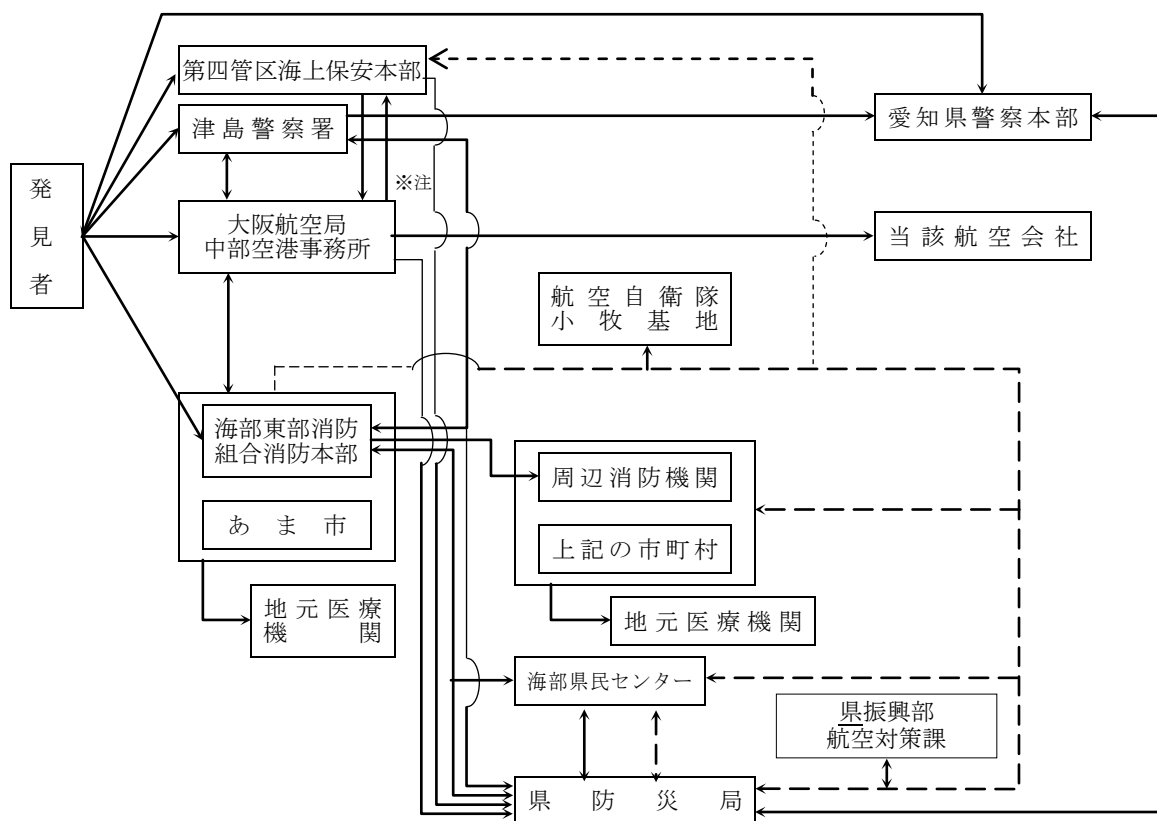 第四管区海上保安本部
津島警察署
愛知県警察本部
発
見
者
※注
大阪航空局
中部空港事務所
当該航空会社
航空自衛隊
小牧基地
海部東部消防
組合消防本部
周辺消防機関
あま市
上記の市町村
地元医療
機関
地元医療機関
海部県民センター
県振興部
航空対策課
県防災局